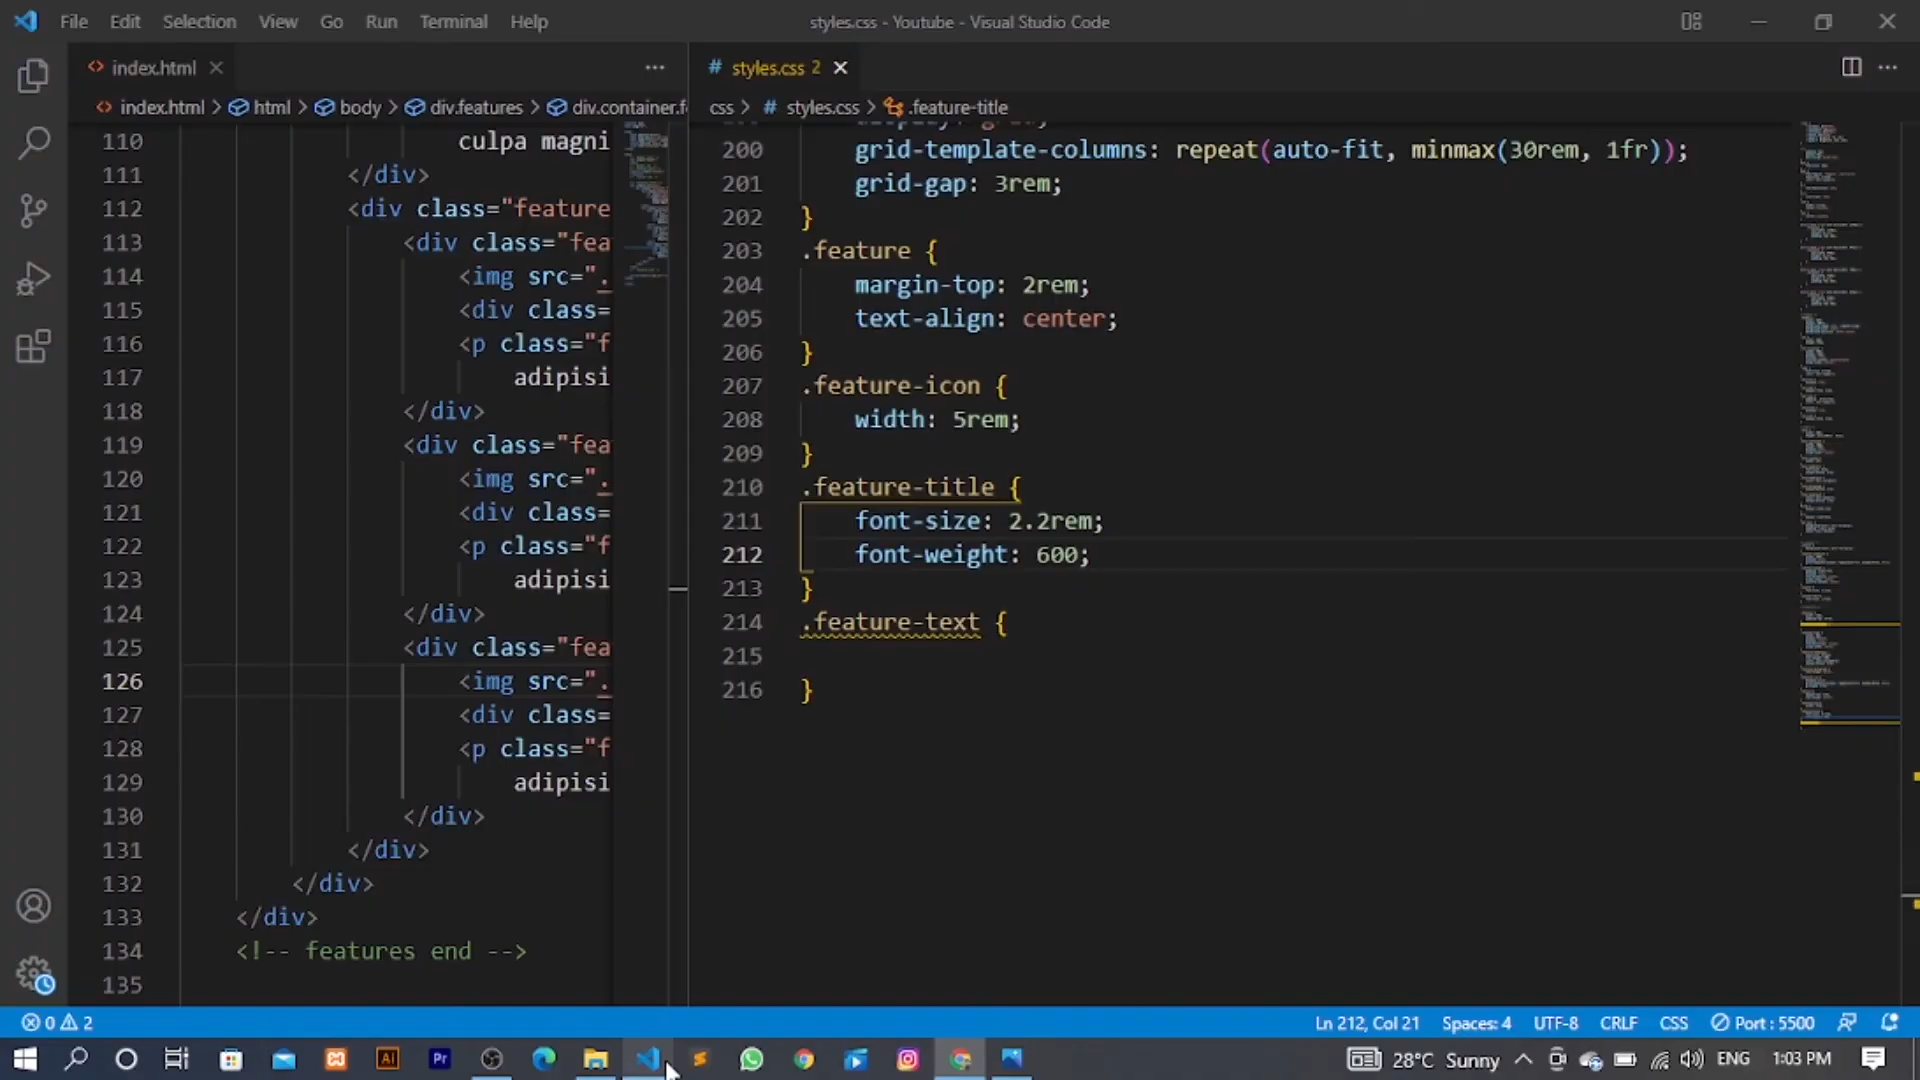 File Edit Selection View Go Run Terminal Help
styles.css - Youtube - Visual Studio Code
index.html
index.html > html > body > div.features > div.container.f
110 culpa magni
111 </div>
112 <div class="feature
113 <div class="fea
114 <img src=".
115 <div class=
116 <p class="f
117 adipisi
118 </div>
119 <div class="fea
120 <img src=".
121 <div class=
122 <p class="f
123 adipisi
124 </div>
125 <div class="fea
126 <img src=".
127 <div class=
128 <p class="f
129 adipisi
130 </div>
131 </div>
132 </div>
133 </div>
134 <!-- features end -->
135
# styles.css 2
css > # styles.css > .feature-title
200 grid-template-columns: repeat(auto-fit, minmax(30rem, 1fr));
201 grid-gap: 3rem;
202 }
203 .feature {
204 margin-top: 2rem;
205 text-align: center;
206 }
207 .feature-icon {
208 width: 5rem;
209 }
210 .feature-title {
211 font-size: 2.2rem;
212 font-weight: 600;
213 }
214 .feature-text {
215
216 }
0 2 Ln 212, Col 21 Spaces: 4 UTF-8 CRLF CSS Port : 5500
Ai Pr 28°C Sunny ENG 1:03 PM